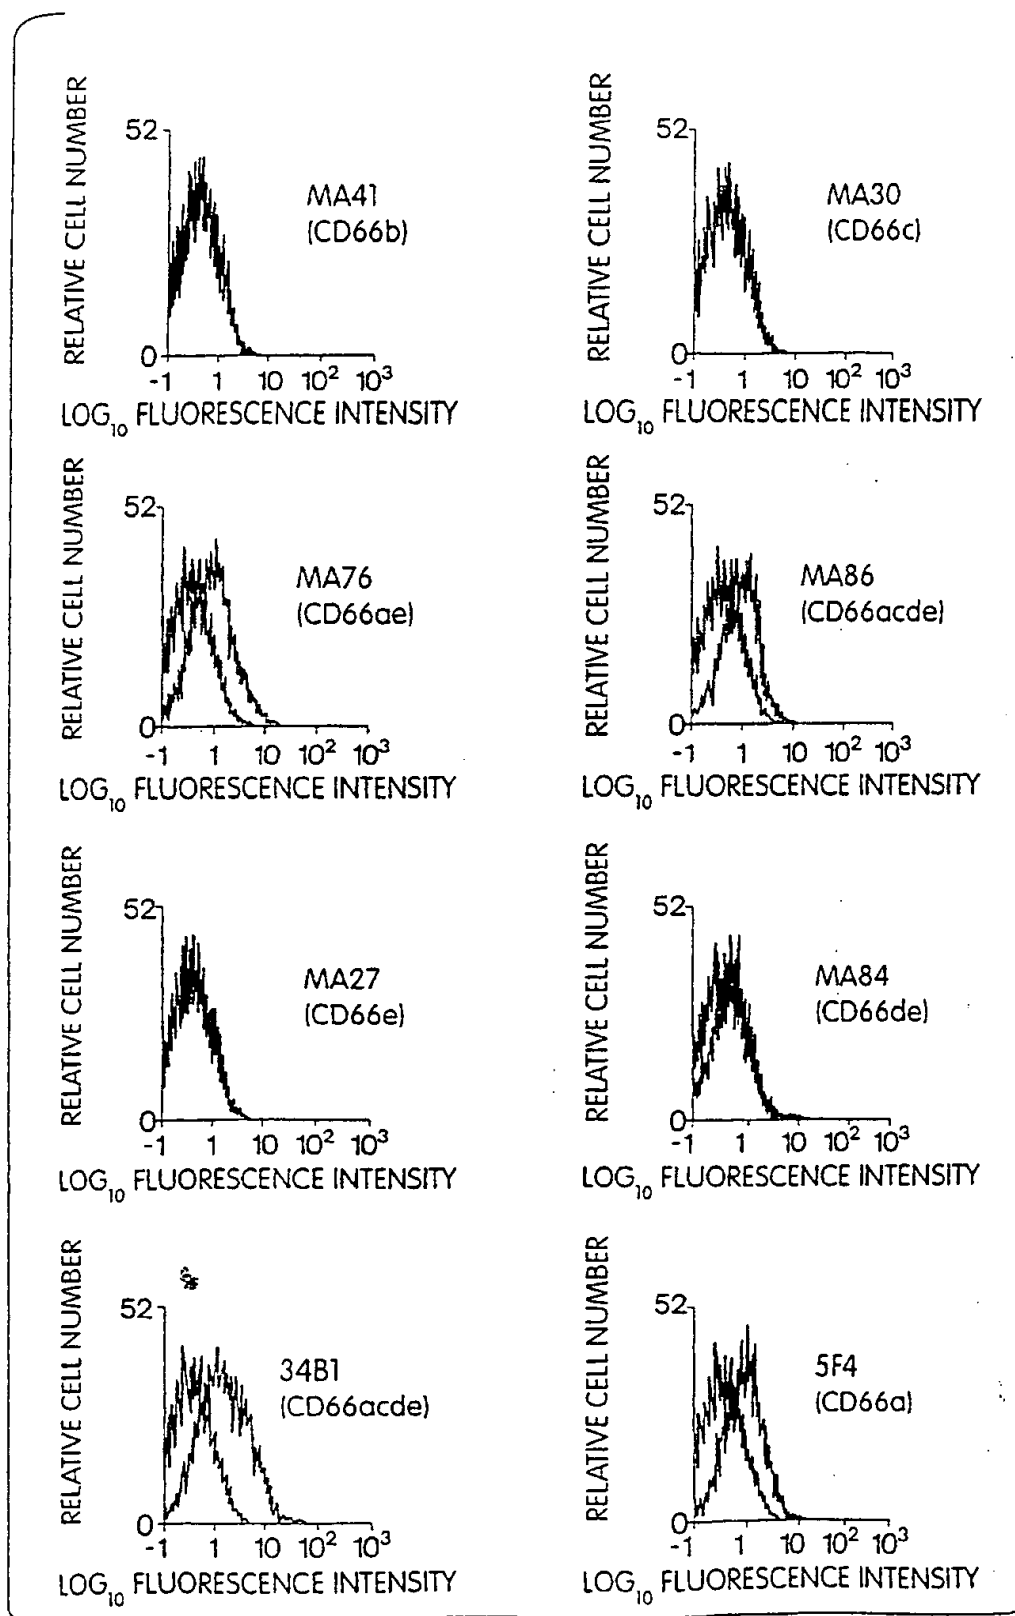 RELATIVE CELL NUMBER
52
0
MA41
(CD66b)
-1 1 10 10² 10³
LOG₁₀ FLUORESCENCE INTENSITY
RELATIVE CELL NUMBER
52
0
MA30
(CD66c)
-1 1 10 10² 10³
LOG₁₀ FLUORESCENCE INTENSITY
RELATIVE CELL NUMBER
52
0
MA76
(CD66ae)
-1 1 10 10² 10³
LOG₁₀ FLUORESCENCE INTENSITY
RELATIVE CELL NUMBER
52
0
MA86
(CD66acde)
-1 1 10 10² 10³
LOG₁₀ FLUORESCENCE INTENSITY
RELATIVE CELL NUMBER
52
0
MA27
(CD66e)
-1 1 10 10² 10³
LOG₁₀ FLUORESCENCE INTENSITY
RELATIVE CELL NUMBER
52
0
MA84
(CD66de)
-1 1 10 10² 10³
LOG₁₀ FLUORESCENCE INTENSITY
RELATIVE CELL NUMBER
52
0
34B1
(CD66acde)
-1 1 10 10² 10³
LOG₁₀ FLUORESCENCE INTENSITY
RELATIVE CELL NUMBER
52
0
5F4
(CD66a)
-1 1 10 10² 10³
LOG₁₀ FLUORESCENCE INTENSITY